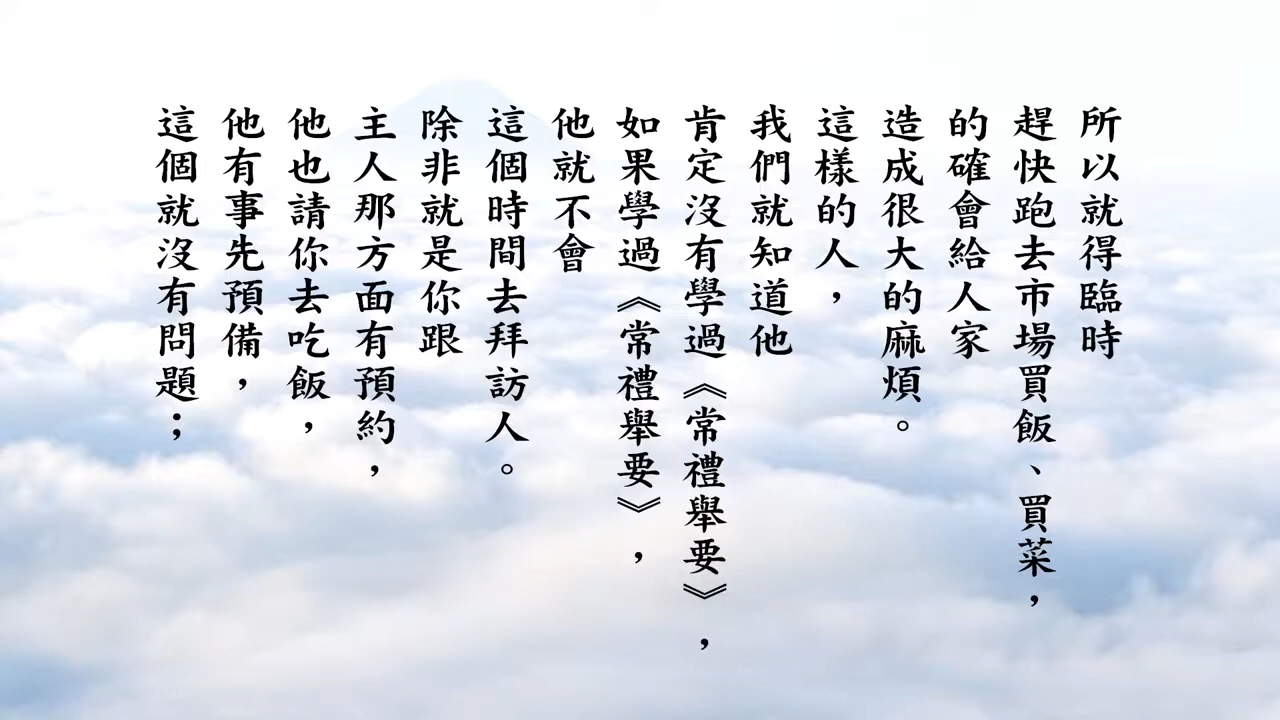 所以就得臨時
趕快跑去市場買飯、買菜，
的確會給人家
造成很大的麻煩。
這樣的人，
我們就知道他
肯定沒有學過《常禮舉要》，
如果學過《常禮舉要》，
他就不會
這個時間去拜訪人。
除非就是你跟
主人那方面有預約，
他也請你去吃飯，
他有事先預備，
這個就沒有問題；